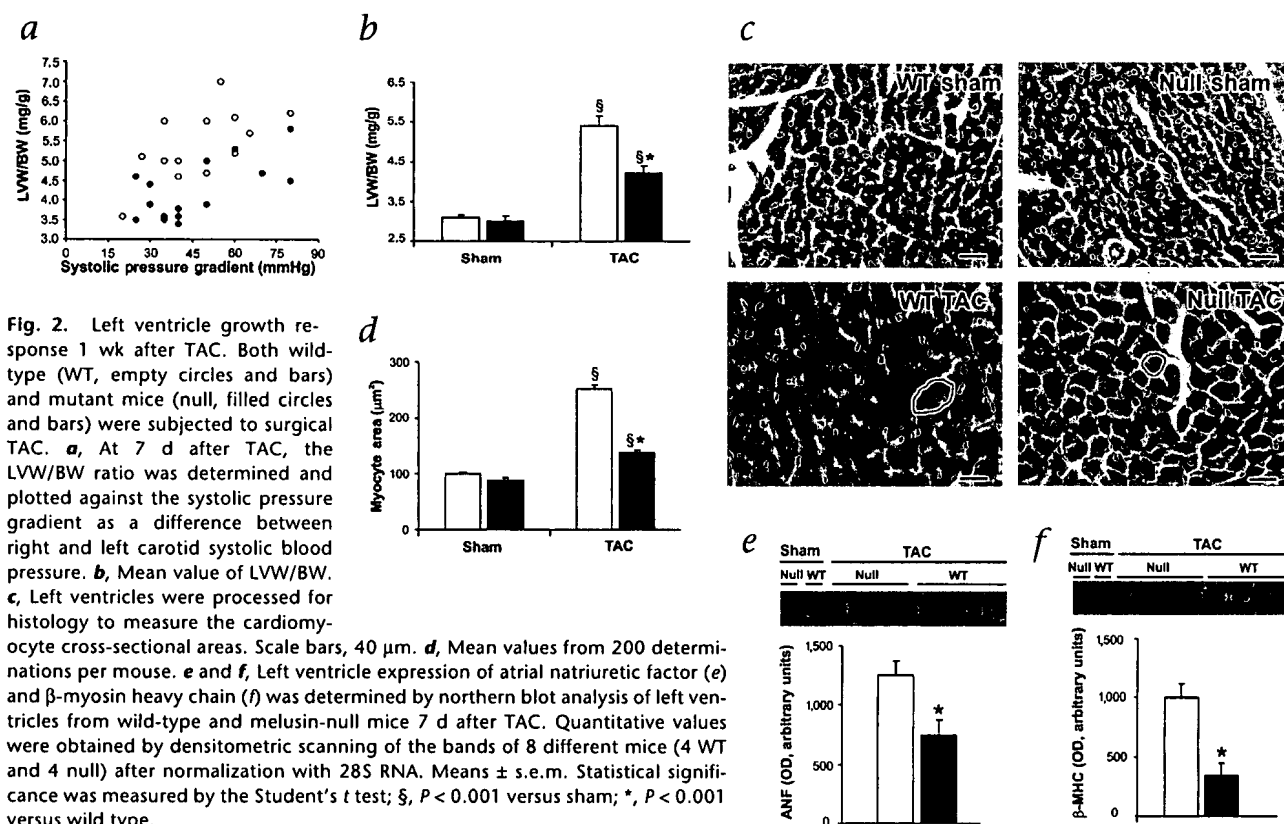 a
7.5
7.0
6.5
6.0
5.5
5.0
4.5
4.0
3.5
3.0
LVW/BW (mg/g)
0 15 30 45 60 75 90
Systolic pressure gradient (mmHg)
b
6.5
4.5
2.5
LVW/BW (mg/g)
§
§*
Sham TAC
c
WT sham
Null sham
WT TAC
Null TAC
Fig. 2. Left ventricle growth re-
sponse 1 wk after TAC. Both wild-
type (WT, empty circles and bars)
and mutant mice (null, filled circles
and bars) were subjected to surgical
TAC. a, At 7 d after TAC, the
LVW/BW ratio was determined and
plotted against the systolic pressure
gradient as a difference between
right and left carotid systolic blood
pressure. b, Mean value of LVW/BW.
c, Left ventricles were processed for
histology to measure the cardiomy-
ocyte cross-sectional areas. Scale bars, 40 μm. d, Mean values from 200 determi-
nations per mouse. e and f, Left ventricle expression of atrial natriuretic factor (e)
and β-myosin heavy chain (f) was determined by northern blot analysis of left ven-
tricles from wild-type and melusin-null mice 7 d after TAC. Quantitative values
were obtained by densitometric scanning of the bands of 8 different mice (4 WT
and 4 null) after normalization with 28S RNA. Means ± s.e.m. Statistical signifi-
cance was measured by the Student's t test; §, P < 0.001 versus sham; *, P < 0.001
versus wild type.
d
300
200
100
0
Myocyte area (μm²)
§
§*
Sham TAC
e
Sham TAC
Null WT Null WT
1,500
1,000
500
0
ANF (OD, arbitrary units)
*
f
Sham TAC
Null WT Null WT
1,500
1,000
500
0
β-MHC (OD, arbitrary units)
*